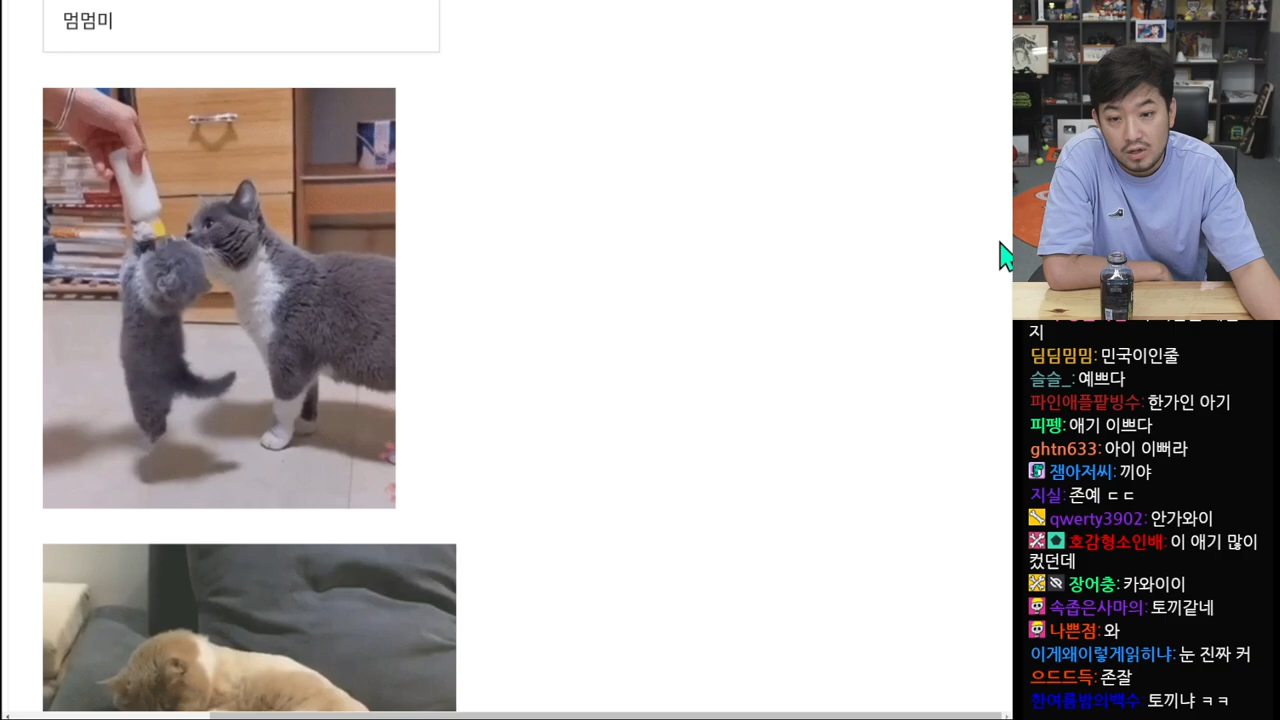 멈멈미
지
딤딤밈밈: 민국이인줄
슬슬_: 예쁘다
파인애플팥빙수: 한가인 아기
피펭: 애기 이쁘다
ghtn633: 아이 이뻐라
잼아저씨: 끼야
지실: 존예 ㄷㄷ
qwerty3902: 안가와이
호감형소인배: 이 애기 많이
컸던데
장어충: 카와이이
속좁은사마의: 토끼같네
나쁜점: 와
이게왜이렇게읽히냐: 눈 진짜 커
으드드득: 존잘
한여름밤의백수: 토끼냐 ㅋㅋ